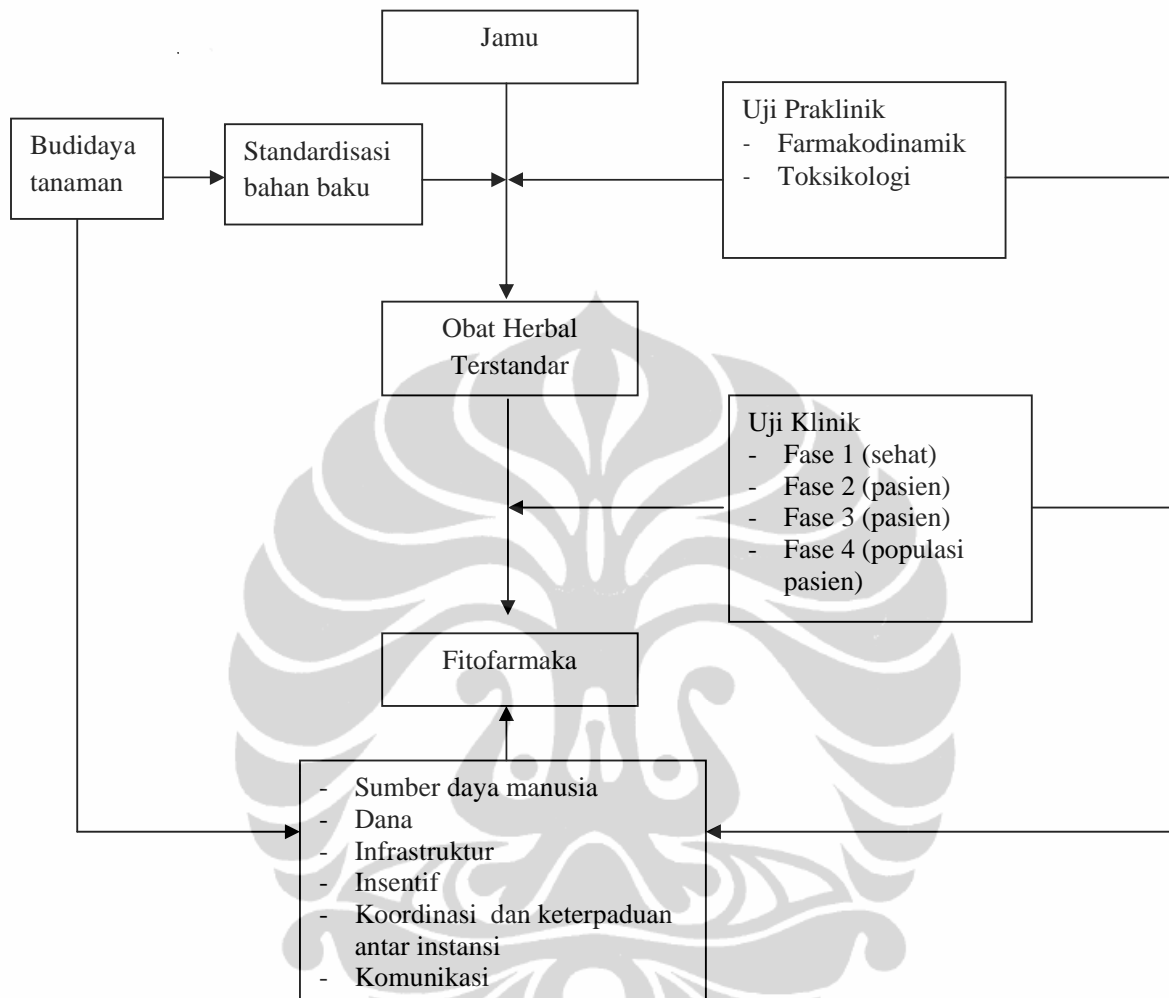 Jamu
Budidaya
tanaman
Standardisasi
bahan baku
Uji Praklinik
- Farmakodinamik
- Toksikologi
Obat Herbal
Terstandar
Uji Klinik
- Fase 1 (sehat)
- Fase 2 (pasien)
- Fase 3 (pasien)
- Fase 4 (populasi
pasien)
Fitofarmaka
- Sumber daya manusia
- Dana
- Infrastruktur
- Insentif
- Koordinasi dan keterpaduan
antar instansi
- Komunikasi